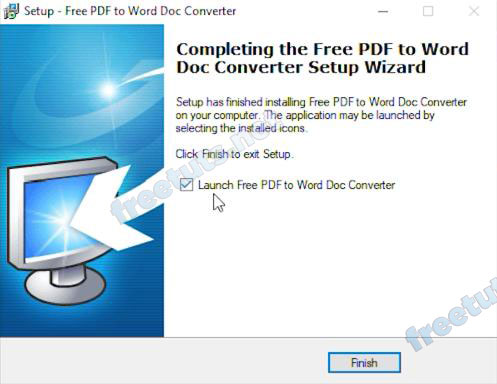 Setup - Free PDF to Word Doc Converter
Completing the Free PDF to Word
Doc Converter Setup Wizard
Setup has finished installing Free PDF to Word Doc Converter
on your computer. The application may be launched by
selecting the installed icons.
Click Finish to exit Setup.
Launch Free PDF to Word Doc Converter
freetuts.net
freetuts
Finish